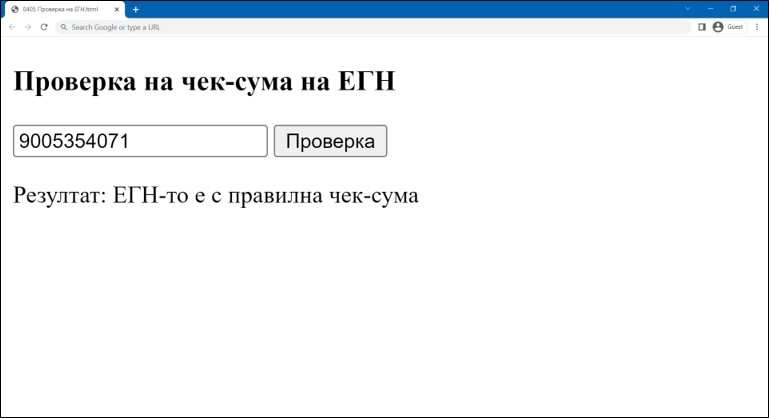 0405 Проверка на ЕГН.html
Search Google or type a URL
Guest
Проверка на чек-сума на ЕГН
9005354071
Проверка
Резултат: ЕГН-то е с правилна чек-сума